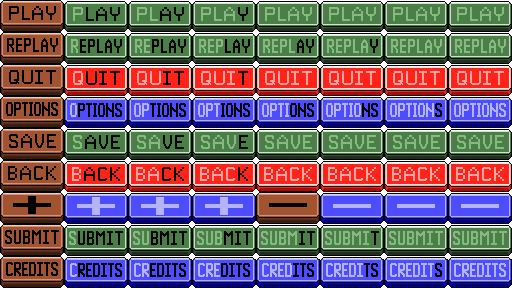 PLAY PLAY PLAY PLAY PLAY PLAY PLAY PLAY
REPLAY REPLAY REPLAY REPLAY REPLAY REPLAY REPLAY REPLAY
QUIT QUIT QUIT QUIT QUIT QUIT QUIT QUIT
OPTIONS OPTIONS OPTIONS OPTIONS OPTIONS OPTIONS OPTIONS OPTIONS
SAVE SAVE SAVE SAVE SAVE SAVE SAVE SAVE
BACK BACK BACK BACK BACK BACK BACK BACK
+ + + + - - - -
SUBMIT SUBMIT SUBMIT SUBMIT SUBMIT SUBMIT SUBMIT SUBMIT
CREDITS CREDITS CREDITS CREDITS CREDITS CREDITS CREDITS CREDITS